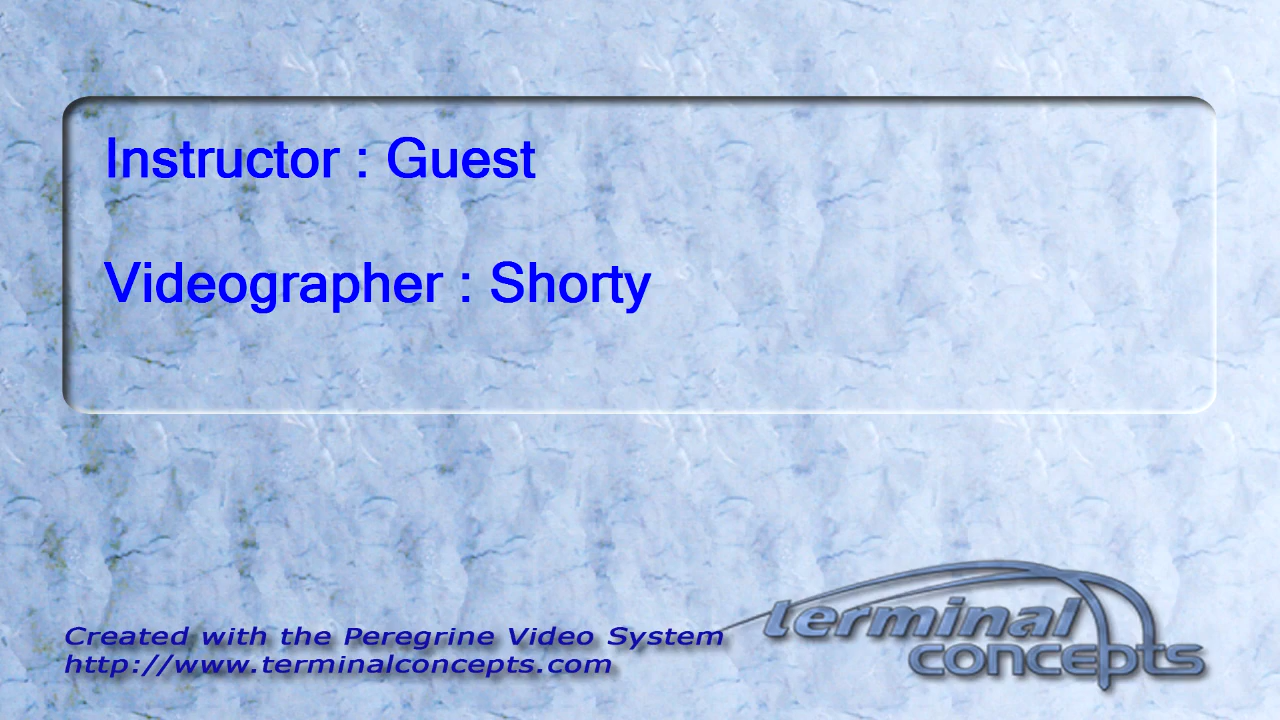 Instructor : Guest
Videographer : Shorty
Created with the Peregrine Video System
http://www.terminalconcepts.com
terminal
concepts